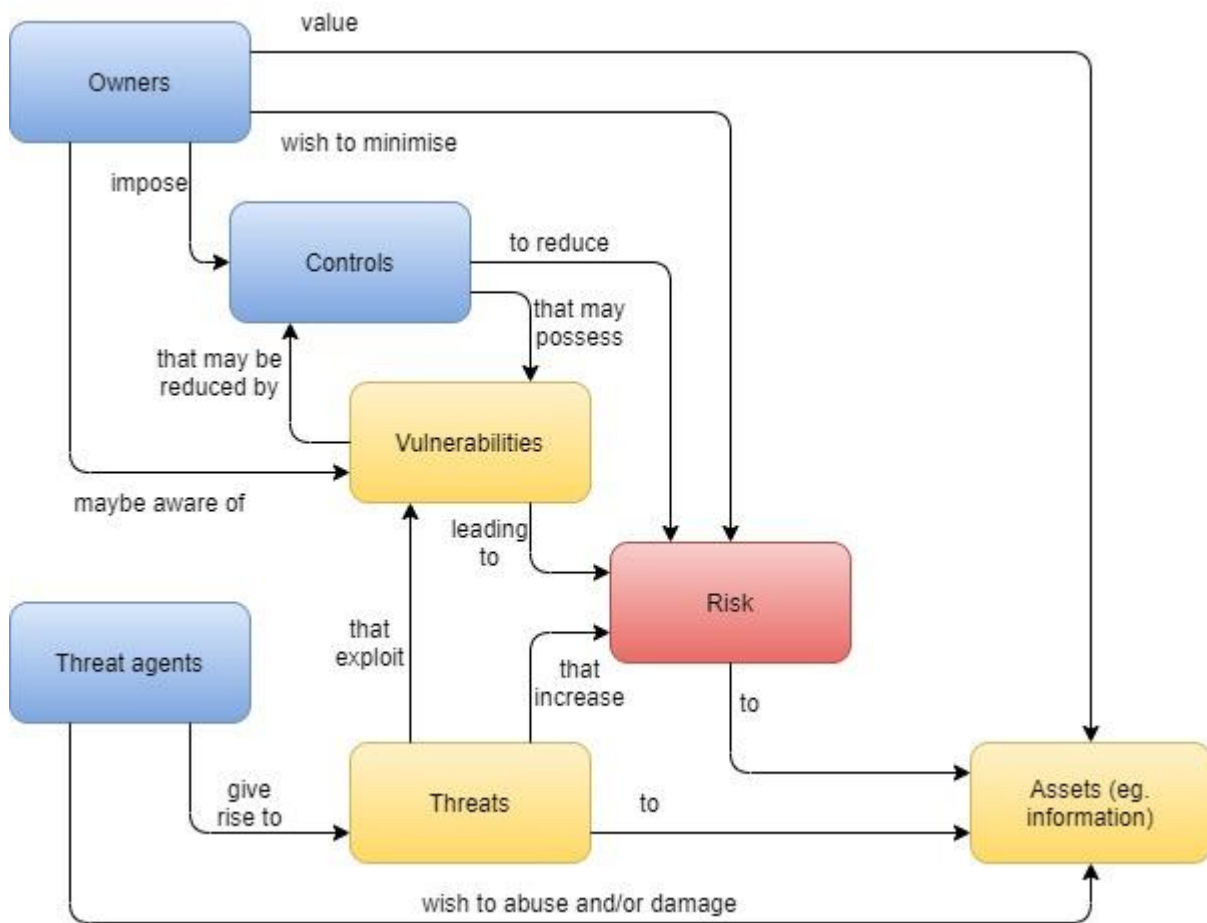 value
Owners
wish to minimise
impose
Controls
to reduce
that may
possess
that may be
reduced by
Vulnerabilities
maybe aware of
leading
to
Risk
Threat agents
that
exploit
that
increase
to
give
rise to
Threats
to
Assets (eg.
information)
wish to abuse and/or damage